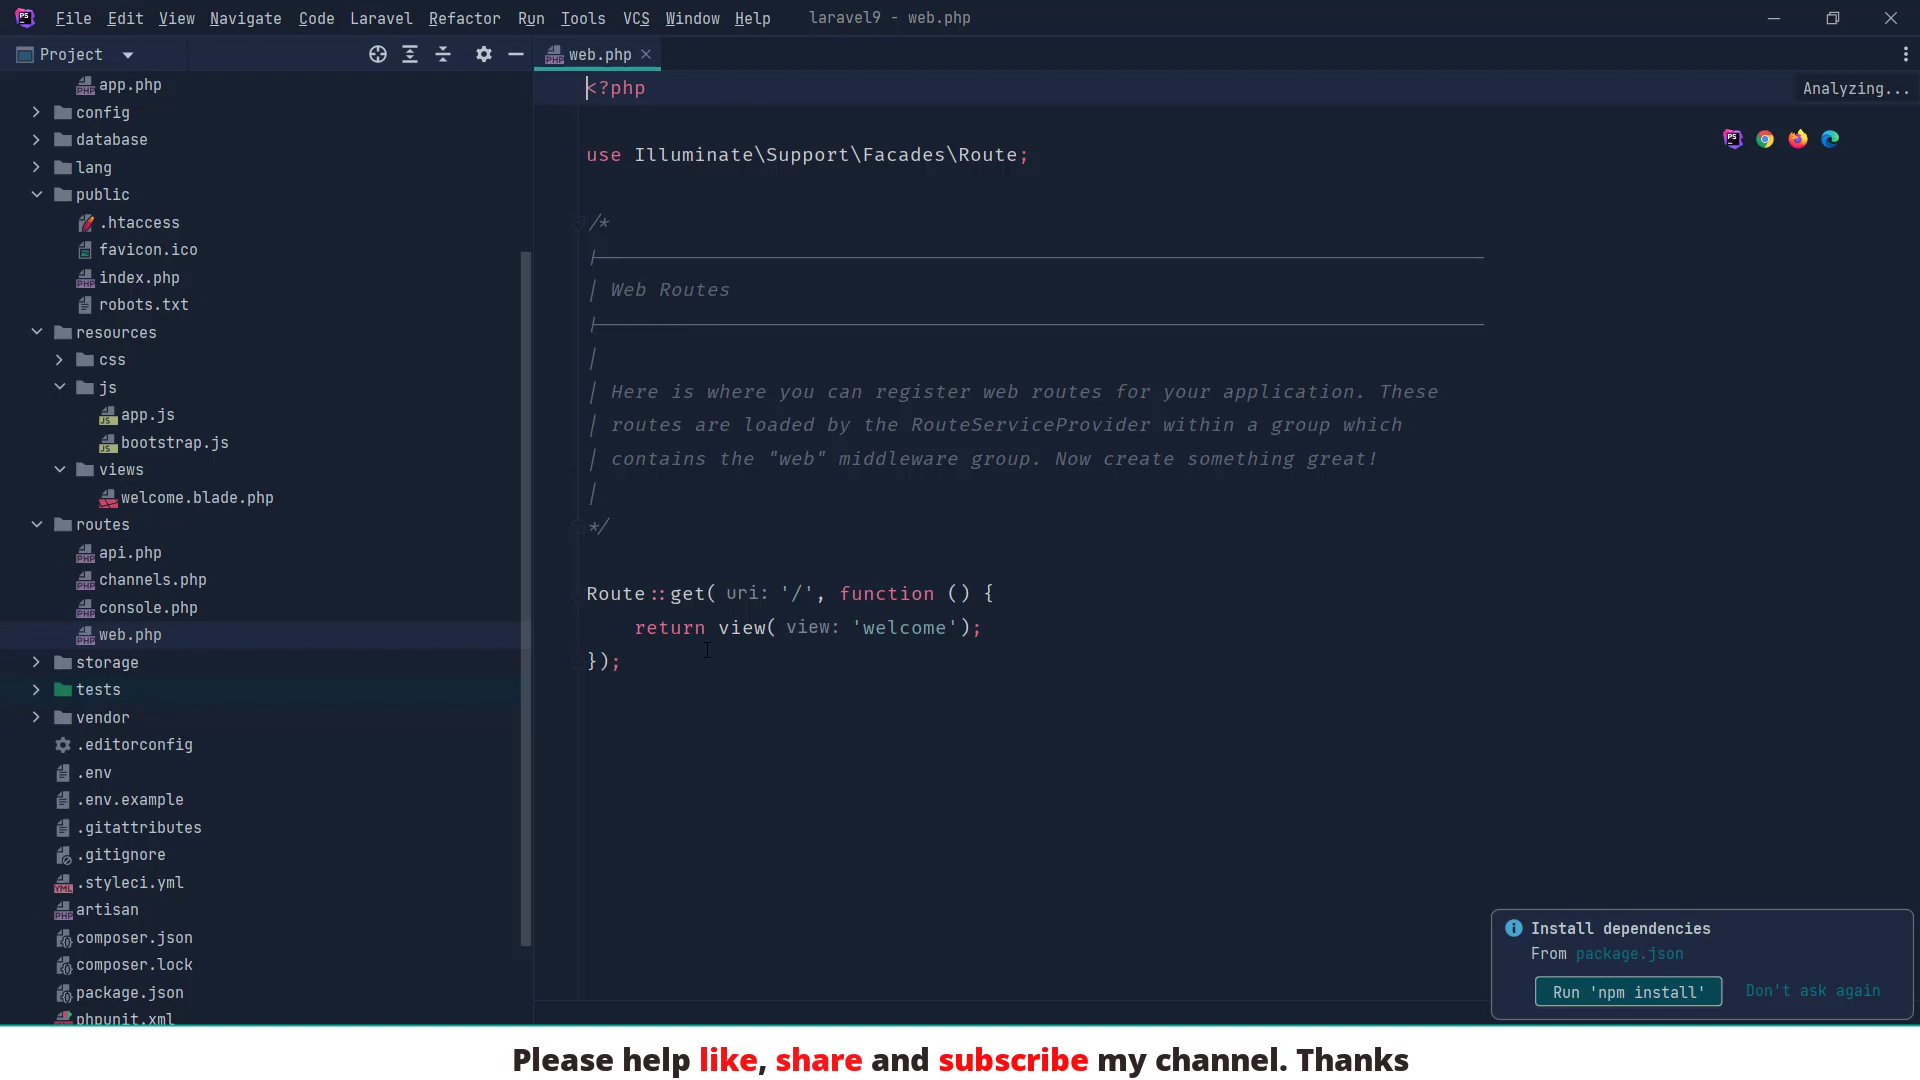 File Edit View Navigate Code Laravel Refactor Run Tools VCS Window Help laravel9 - web.php
Project
web.php
app.php
config
database
lang
public
.htaccess
favicon.ico
index.php
robots.txt
resources
css
js
app.js
bootstrap.js
views
welcome.blade.php
routes
api.php
channels.php
console.php
web.php
storage
tests
vendor
.editorconfig
.env
.env.example
.gitattributes
.gitignore
.styleci.yml
artisan
composer.json
composer.lock
package.json
phpunit.xml
<?php
Analyzing...
use Illuminate\Support\Facades\Route;
/*
|--------------------------------------------------------------------------
| Web Routes
|--------------------------------------------------------------------------
|
| Here is where you can register web routes for your application. These
| routes are loaded by the RouteServiceProvider within a group which
| contains the "web" middleware group. Now create something great!
|
*/
Route::get( uri: '/', function () {
return view( view: 'welcome');
});
Install dependencies
From package.json
Run 'npm install' Don't ask again
Please help like, share and subscribe my channel. Thanks